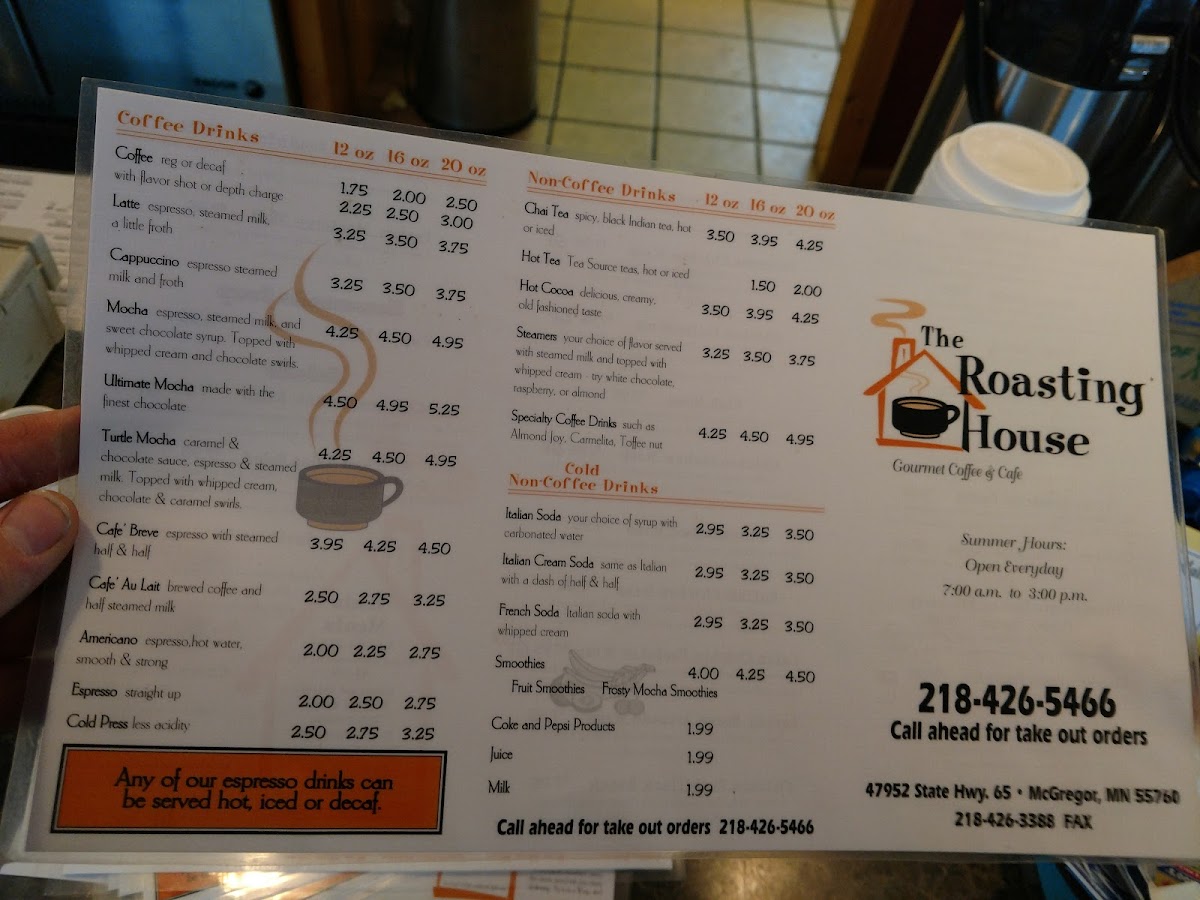 Coffee Drinks 12 oz 16 oz 20 oz
Coffee reg or decaf 1.75 2.00 2.50
with flavor shot or depth charge 2.25 2.50 3.00
Latte espresso, steamed milk, 3.25 3.50 3.75
a little froth
Cappuccino espresso steamed 3.25 3.50 3.75
milk and froth
Mocha espresso, steamed milk, and 4.25 4.50 4.95
sweet chocolate syrup. Topped with
whipped cream and chocolate swirls.
Ultimate Mocha made with the 4.50 4.95 5.25
finest chocolate
Turtle Mocha caramel & 4.25 4.50 4.95
chocolate sauce, espresso & steamed
milk. Topped with whipped cream,
chocolate & caramel swirls.
Cafe' Breve espresso with steamed 3.95 4.25 4.50
half & half
Cafe' Au Lait brewed coffee and 2.50 2.75 3.25
half steamed milk
Americano espresso,hot water, 2.00 2.25 2.75
smooth & strong
Espresso straight up 2.00 2.50 2.75
Cold Press less acidity 2.50 2.75 3.25
Any of our espresso drinks can
be served hot, iced or decaf.
Non-Coffee Drinks 12 oz 16 oz 20 oz
Chai Tea spicy, black Indian tea, hot 3.50 3.95 4.25
or iced
Hot Tea Tea Source teas, hot or iced 1.50 2.00
Hot Cocoa delicious, creamy, 3.50 3.95 4.25
old fashioned taste
Steamers your choice of flavor served 3.25 3.50 3.75
with steamed milk and topped with
whipped cream - try white chocolate,
raspberry, or almond
Specialty Coffee Drinks such as 4.25 4.50 4.95
Almond Joy, Carmelita, Toffee nut
Cold
Non-Coffee Drinks
Italian Soda your choice of syrup with 2.95 3.25 3.50
carbonated water
Italian Cream Soda same as Italian 2.95 3.25 3.50
with a dash of half & half
French Soda Italian soda with 2.95 3.25 3.50
whipped cream
Smoothies 4.00 4.25 4.50
Fruit Smoothies Frosty Mocha Smoothies
Coke and Pepsi Products 1.99
Juice 1.99
Milk 1.99
Call ahead for take out orders 218-426-5466
The
Roasting
House
Gourmet Coffee & Cafe
Summer Hours:
Open Everyday
7:00 a.m. to 3:00 p.m.
218-426-5466
Call ahead for take out orders
47952 State Hwy. 65 • McGregor, MN 55760
218-426-3388 FAX